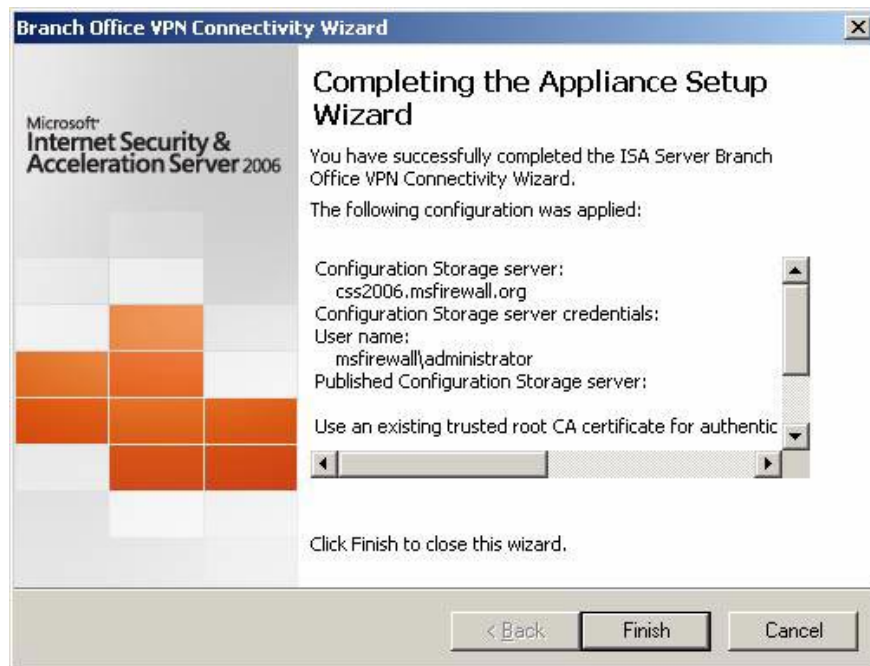 Branch Office VPN Connectivity Wizard
Microsoft
Internet Security &
Acceleration Server 2006
Completing the Appliance Setup
Wizard
You have successfully completed the ISA Server Branch
Office VPN Connectivity Wizard.
The following configuration was applied:
Configuration Storage server:
css2006.msfirewall.org
Configuration Storage server credentials:
User name:
msfirewall\administrator
Published Configuration Storage server:
Use an existing trusted root CA certificate for authentic
Click Finish to close this wizard.
< Back
Finish
Cancel